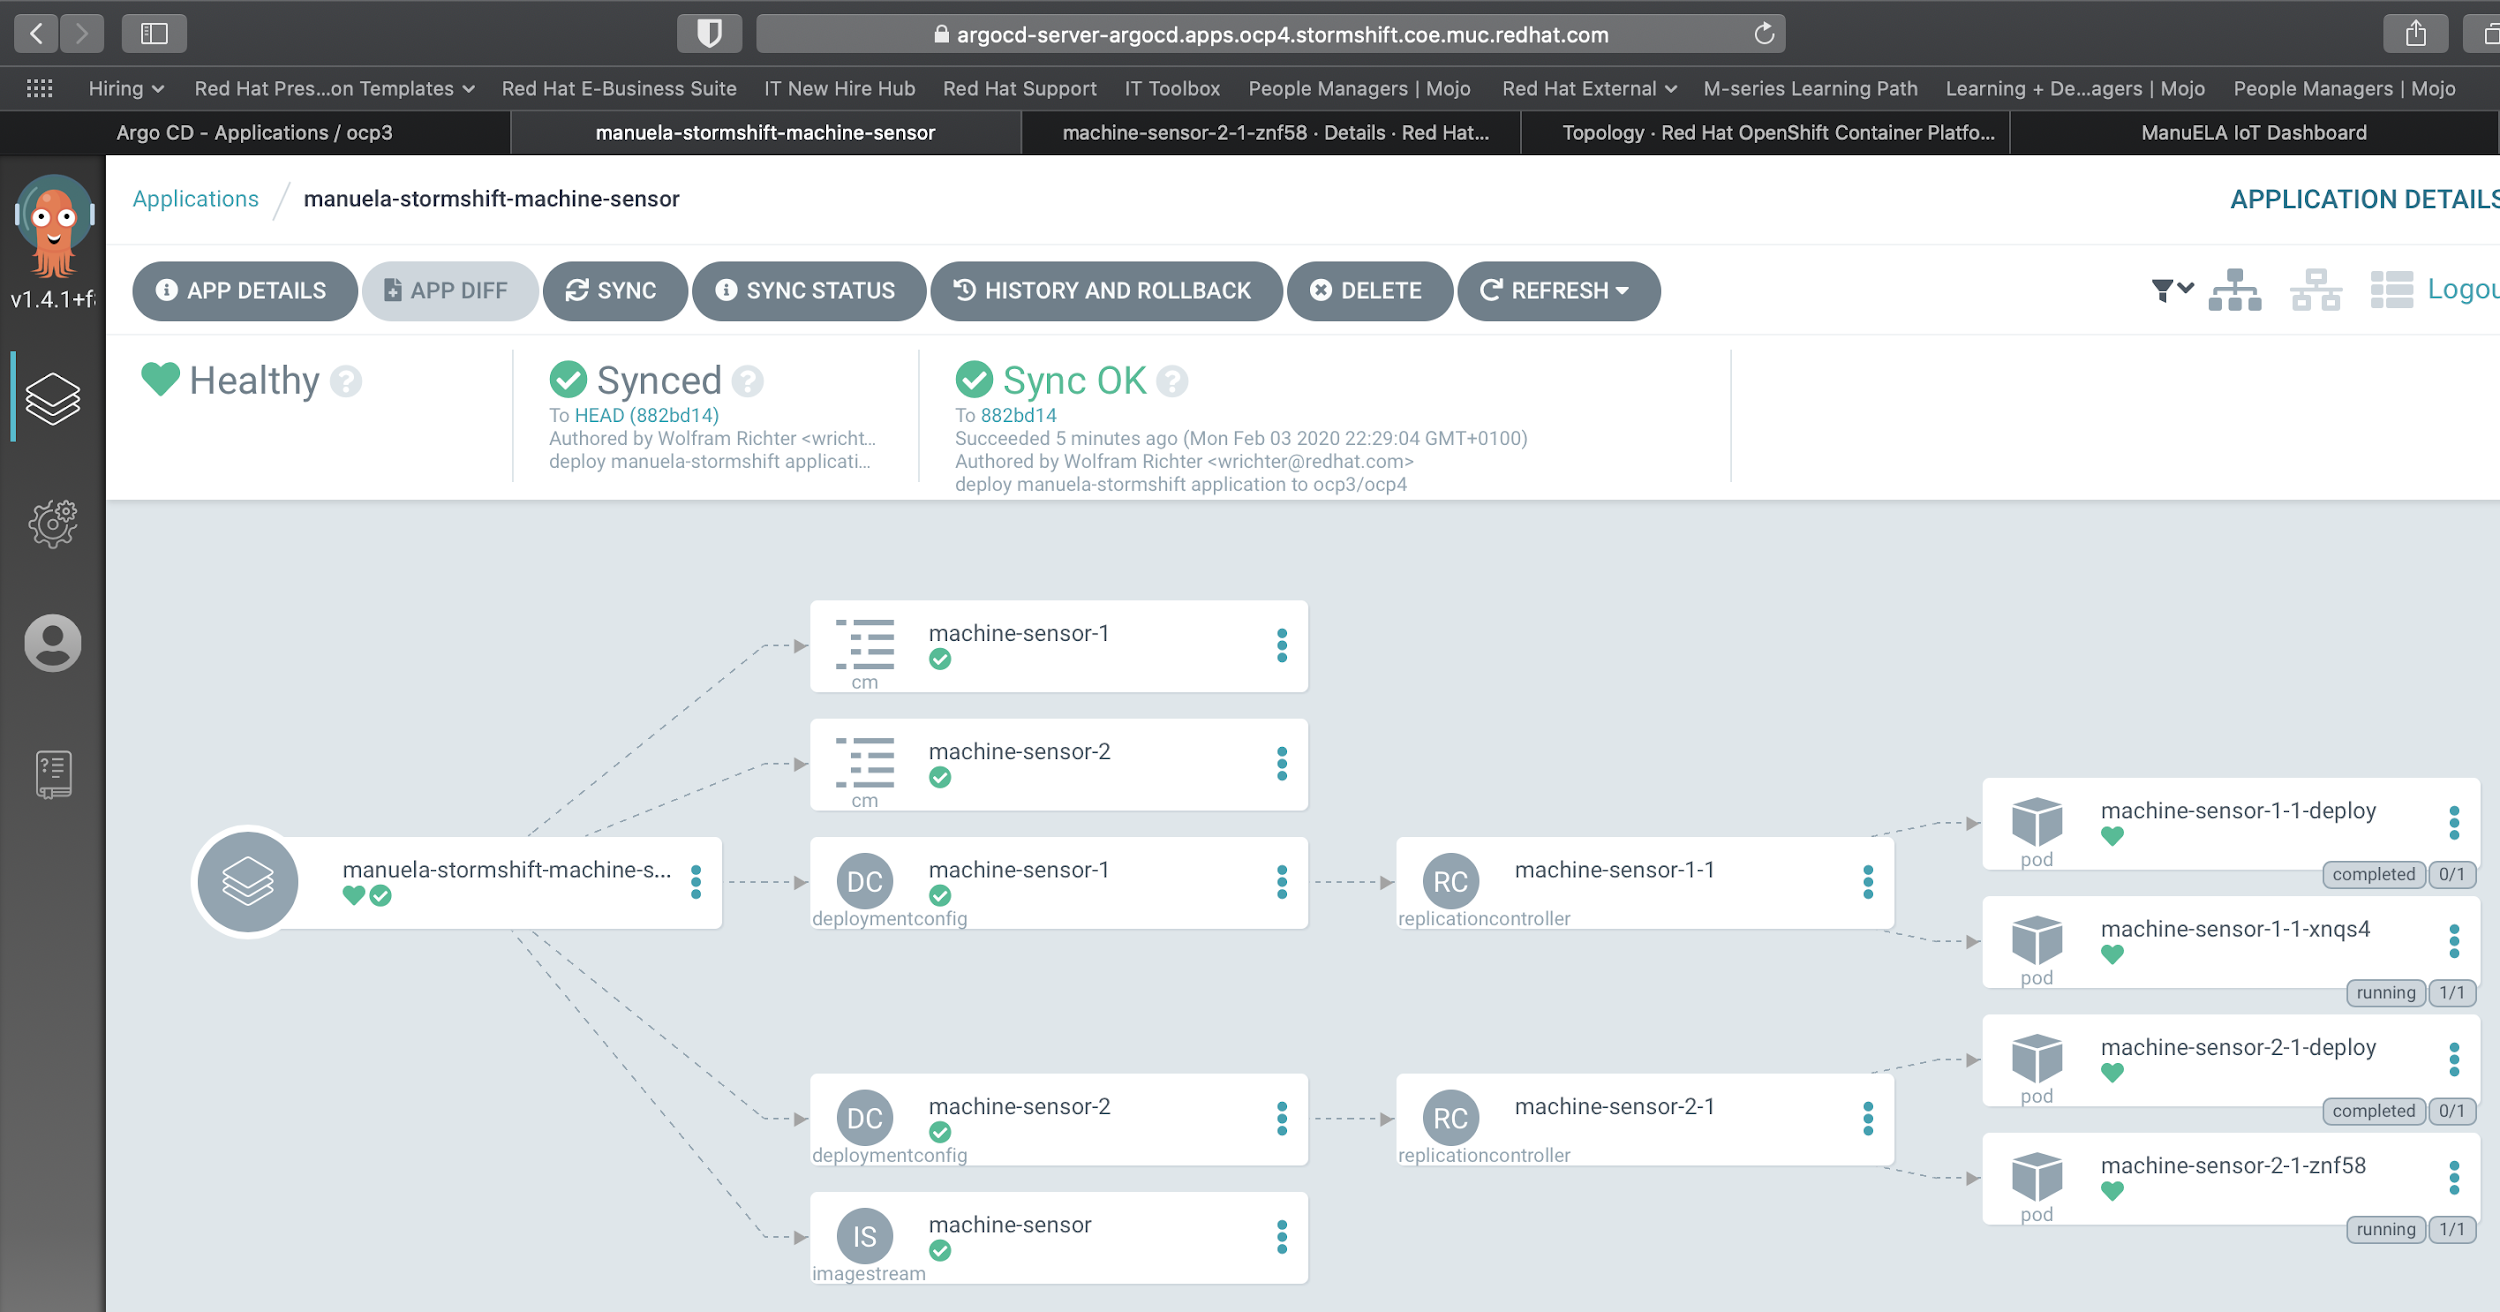 argocd-server-argocd.apps.ocp4.stormshift.coe.muc.redhat.com
Hiring Red Hat Pres...on Templates Red Hat E-Business Suite IT New Hire Hub Red Hat Support IT Toolbox People Managers | Mojo Red Hat External M-series Learning Path Learning + De...agers | Mojo People Managers | Mojo
Argo CD - Applications / ocp3 manuela-stormshift-machine-sensor machine-sensor-2-1-znf58 · Details · Red Hat... Topology · Red Hat OpenShift Container Platfo... ManuELA IoT Dashboard
Applications / manuela-stormshift-machine-sensor APPLICATION DETAILS
v1.4.1+f
APP DETAILS APP DIFF SYNC SYNC STATUS HISTORY AND ROLLBACK DELETE REFRESH Logou
Healthy ?
Synced ?
To HEAD (882bd14)
Authored by Wolfram Richter <wricht...
deploy manuela-stormshift applicati...
Sync OK ?
To 882bd14
Succeeded 5 minutes ago (Mon Feb 03 2020 22:29:04 GMT+0100)
Authored by Wolfram Richter <wrichter@redhat.com>
deploy manuela-stormshift application to ocp3/ocp4
manuela-stormshift-machine-s...
machine-sensor-1
cm
machine-sensor-2
cm
DC machine-sensor-1
deploymentconfig
DC machine-sensor-2
deploymentconfig
IS machine-sensor
imagestream
RC machine-sensor-1-1
replicationcontroller
RC machine-sensor-2-1
replicationcontroller
machine-sensor-1-1-deploy
pod
completed 0/1
machine-sensor-1-1-xnqs4
pod
running 1/1
machine-sensor-2-1-deploy
pod
completed 0/1
machine-sensor-2-1-znf58
pod
running 1/1